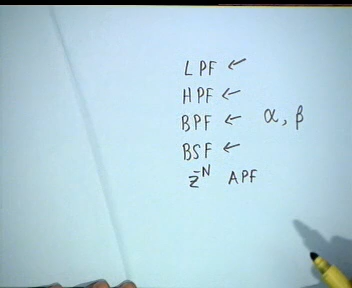 LPF ←
HPF ←
BPF ← α, β
BSF ←
z⁻ᴺ APF